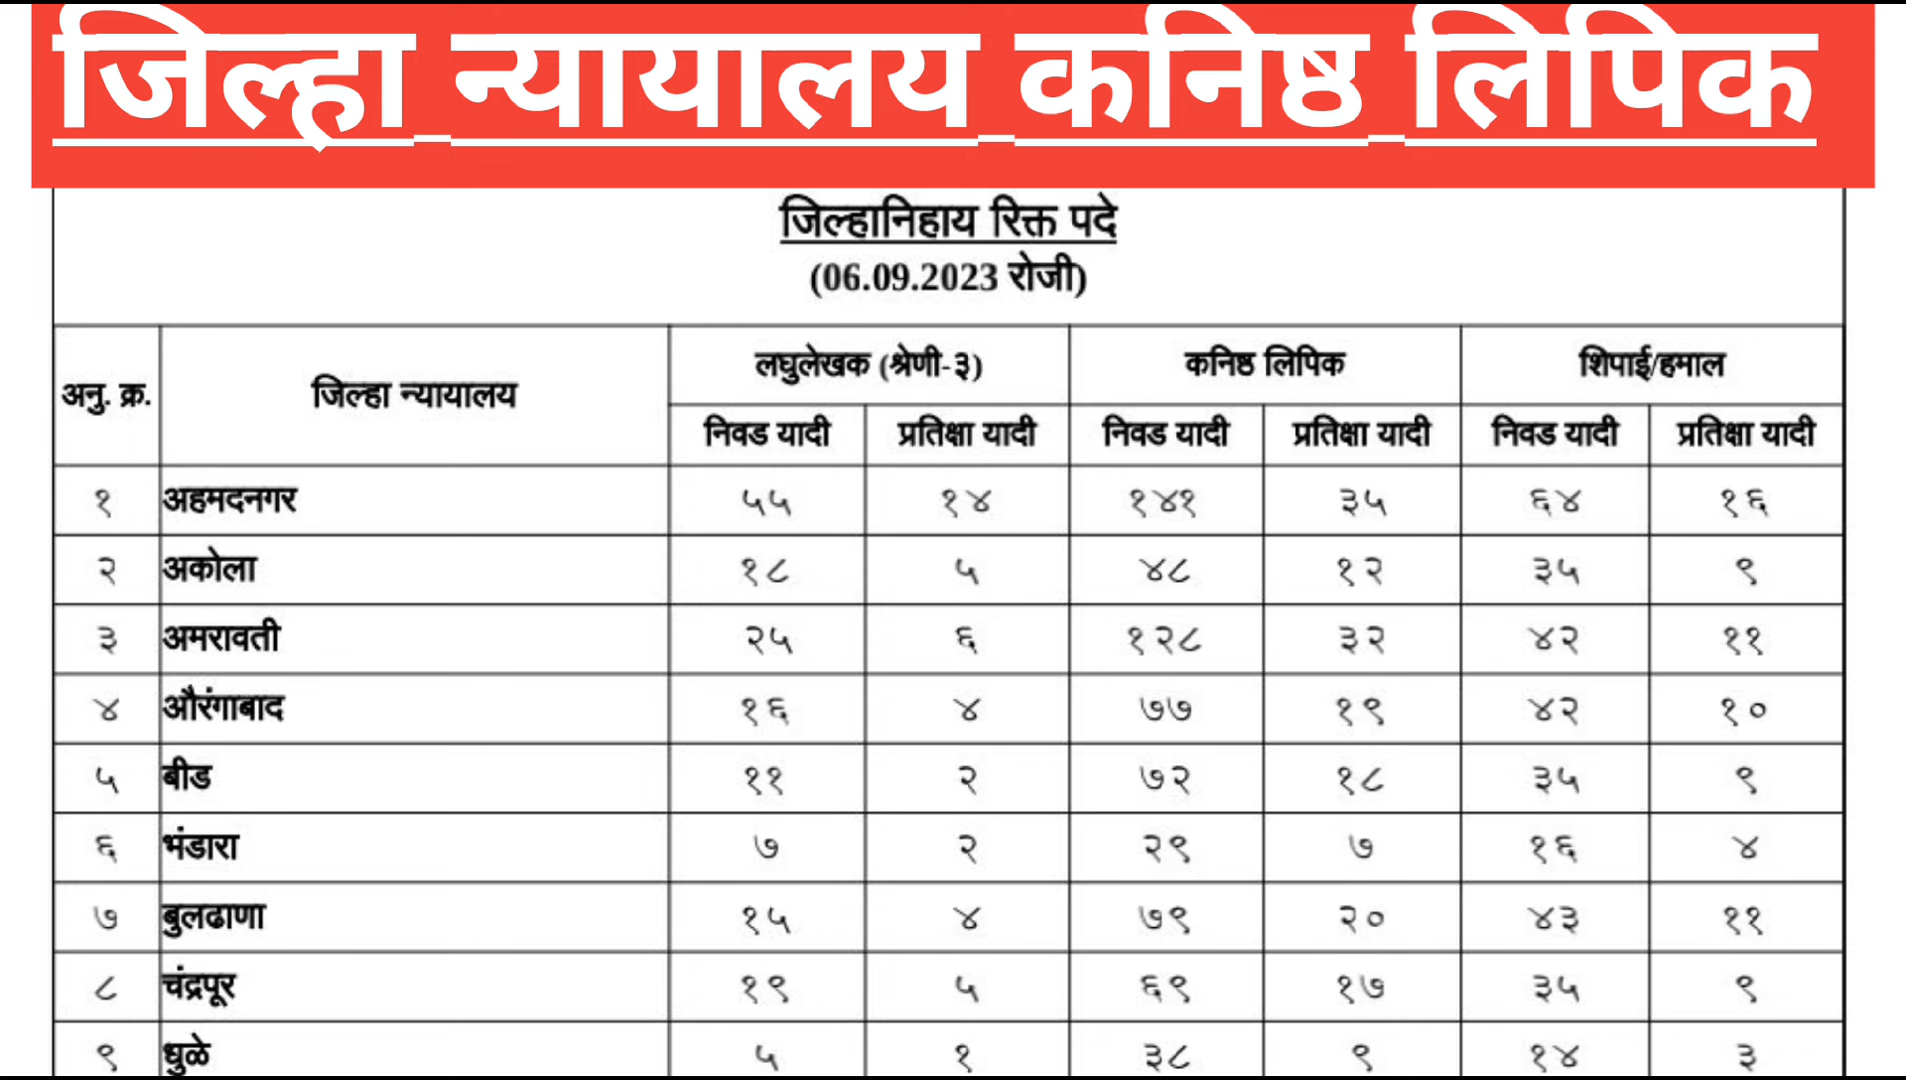 जिल्हा न्यायालय कनिष्ठ लिपिक
जिल्हानिहाय रिक्त पदे
(06.09.2023 रोजी)
अनु. क्र. जिल्हा न्यायालय लघुलेखक (श्रेणी-३) कनिष्ठ लिपिक शिपाई/हमाल
निवड यादी प्रतिक्षा यादी निवड यादी प्रतिक्षा यादी निवड यादी प्रतिक्षा यादी
१ अहमदनगर ५५ १४ १४१ ३५ ६४ १६
२ अकोला १८ ५ ४८ १२ ३५ ९
३ अमरावती २५ ६ १२८ ३२ ४२ ११
४ औरंगाबाद १६ ४ ७७ १९ ४२ १०
५ बीड ११ २ ७२ १८ ३५ ९
६ भंडारा ७ २ २९ ७ १६ ४
७ बुलढाणा १५ ४ ७९ २० ४३ ११
८ चंद्रपूर १९ ५ ६९ १७ ३५ ९
९ धुळे ५ १ ३८ ९ १४ ३